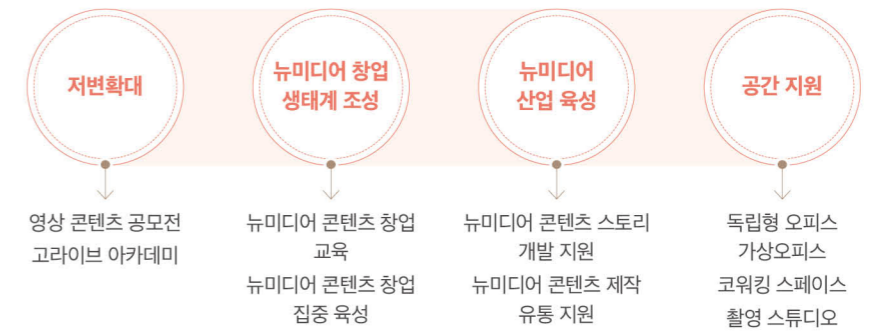 저변확대
영상 콘텐츠 공모전
고라이브 아카데미
뉴미디어 창업
생태계 조성
뉴미디어 콘텐츠 창업
교육
뉴미디어 콘텐츠 창업
집중 육성
뉴미디어
산업 육성
뉴미디어 콘텐츠 스토리
개발 지원
뉴미디어 콘텐츠 제작
유통 지원
공간 지원
독립형 오피스
가상오피스
코워킹 스페이스
촬영 스튜디오